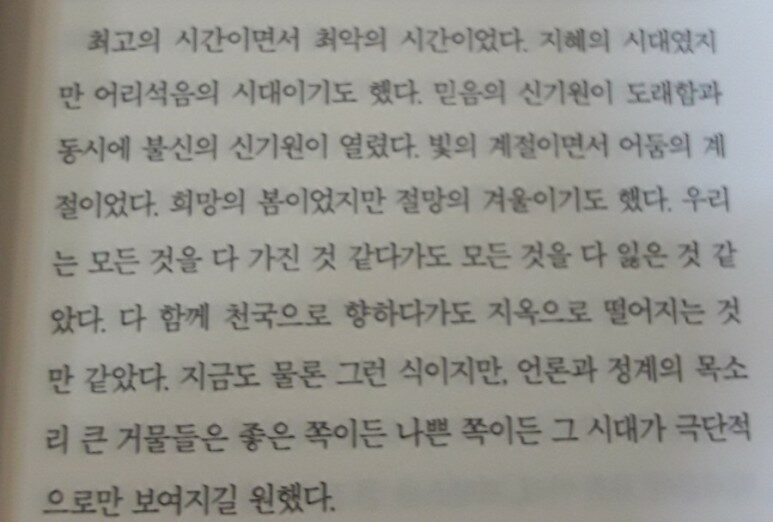 최고의 시간이면서 최악의 시간이었다. 지혜의 시대였지
만 어리석음의 시대이기도 했다. 믿음의 신기원이 도래함과
동시에 불신의 신기원이 열렸다. 빛의 계절이면서 어둠의 계
절이었다. 희망의 봄이었지만 절망의 겨울이기도 했다. 우리
는 모든 것을 다 가진 것 같다가도 모든 것을 다 잃은 것 같
았다. 다 함께 천국으로 향하다가도 지옥으로 떨어지는 것
만 같았다. 지금도 물론 그런 식이지만, 언론과 정계의 목소
리 큰 거물들은 좋은 쪽이든 나쁜 쪽이든 그 시대가 극단적
으로만 보여지길 원했다.